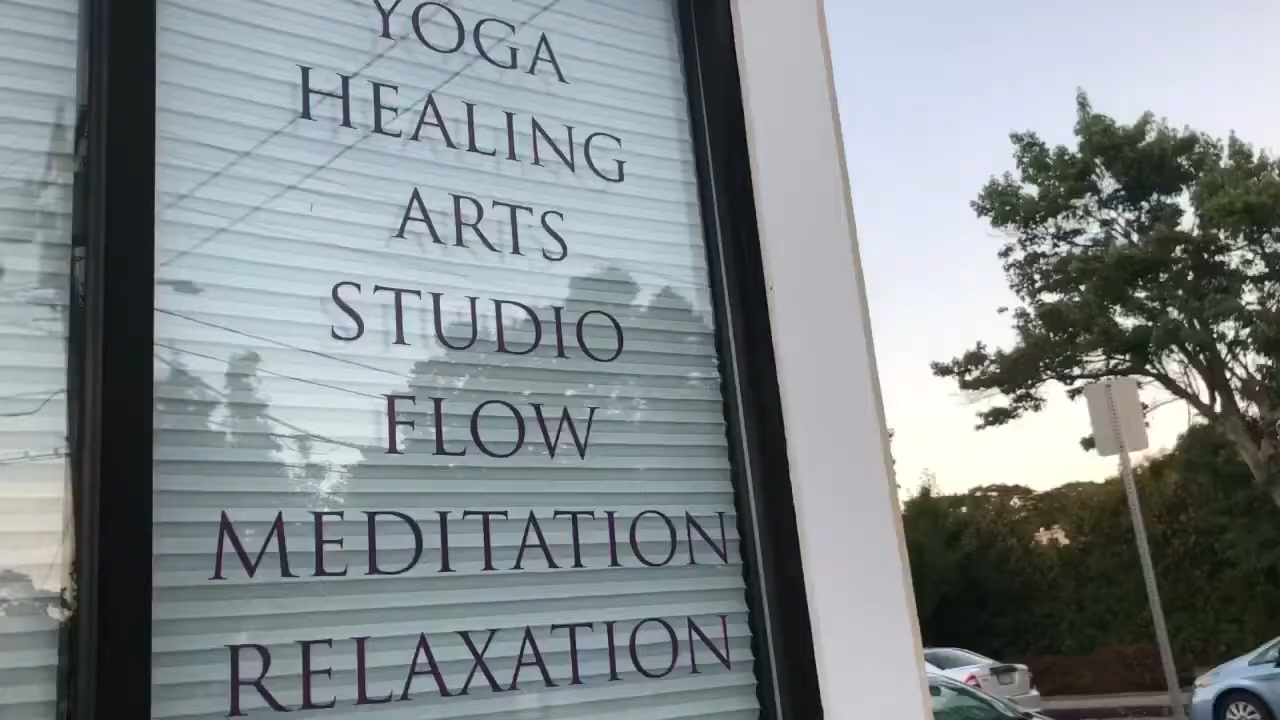 YOGA
HEALING
ARTS
STUDIO
FLOW
MEDITATION
RELAXATION